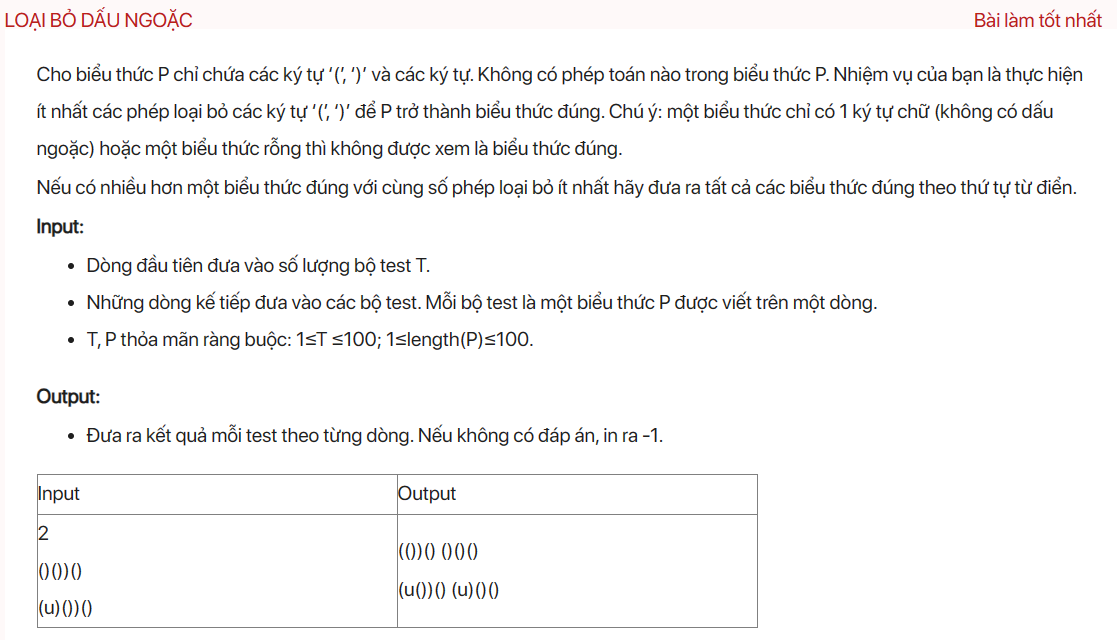 LOẠI BỎ DẤU NGOẶC
Bài làm tốt nhất
Cho biểu thức P chỉ chứa các ký tự ‘(’, ‘)’ và các ký tự. Không có phép toán nào trong biểu thức P. Nhiệm vụ của bạn là thực hiện
ít nhất các phép loại bỏ các ký tự ‘(’, ‘)’ để P trở thành biểu thức đúng. Chú ý: một biểu thức chỉ có 1 ký tự chữ (không có dấu
ngoặc) hoặc một biểu thức rỗng thì không được xem là biểu thức đúng.
Nếu có nhiều hơn một biểu thức đúng với cùng số phép loại bỏ ít nhất hãy đưa ra tất cả các biểu thức đúng theo thứ tự từ điển.
Input:
• Dòng đầu tiên đưa vào số lượng bộ test T.
• Những dòng kế tiếp đưa vào các bộ test. Mỗi bộ test là một biểu thức P được viết trên một dòng.
• T, P thỏa mãn ràng buộc: 1≤T ≤100; 1≤length(P)≤100.
Output:
• Đưa ra kết quả mỗi test theo từng dòng. Nếu không có đáp án, in ra -1.
Input
Output
2
()())()
(u)())()
(())() ()()()
(u())() (u)()()